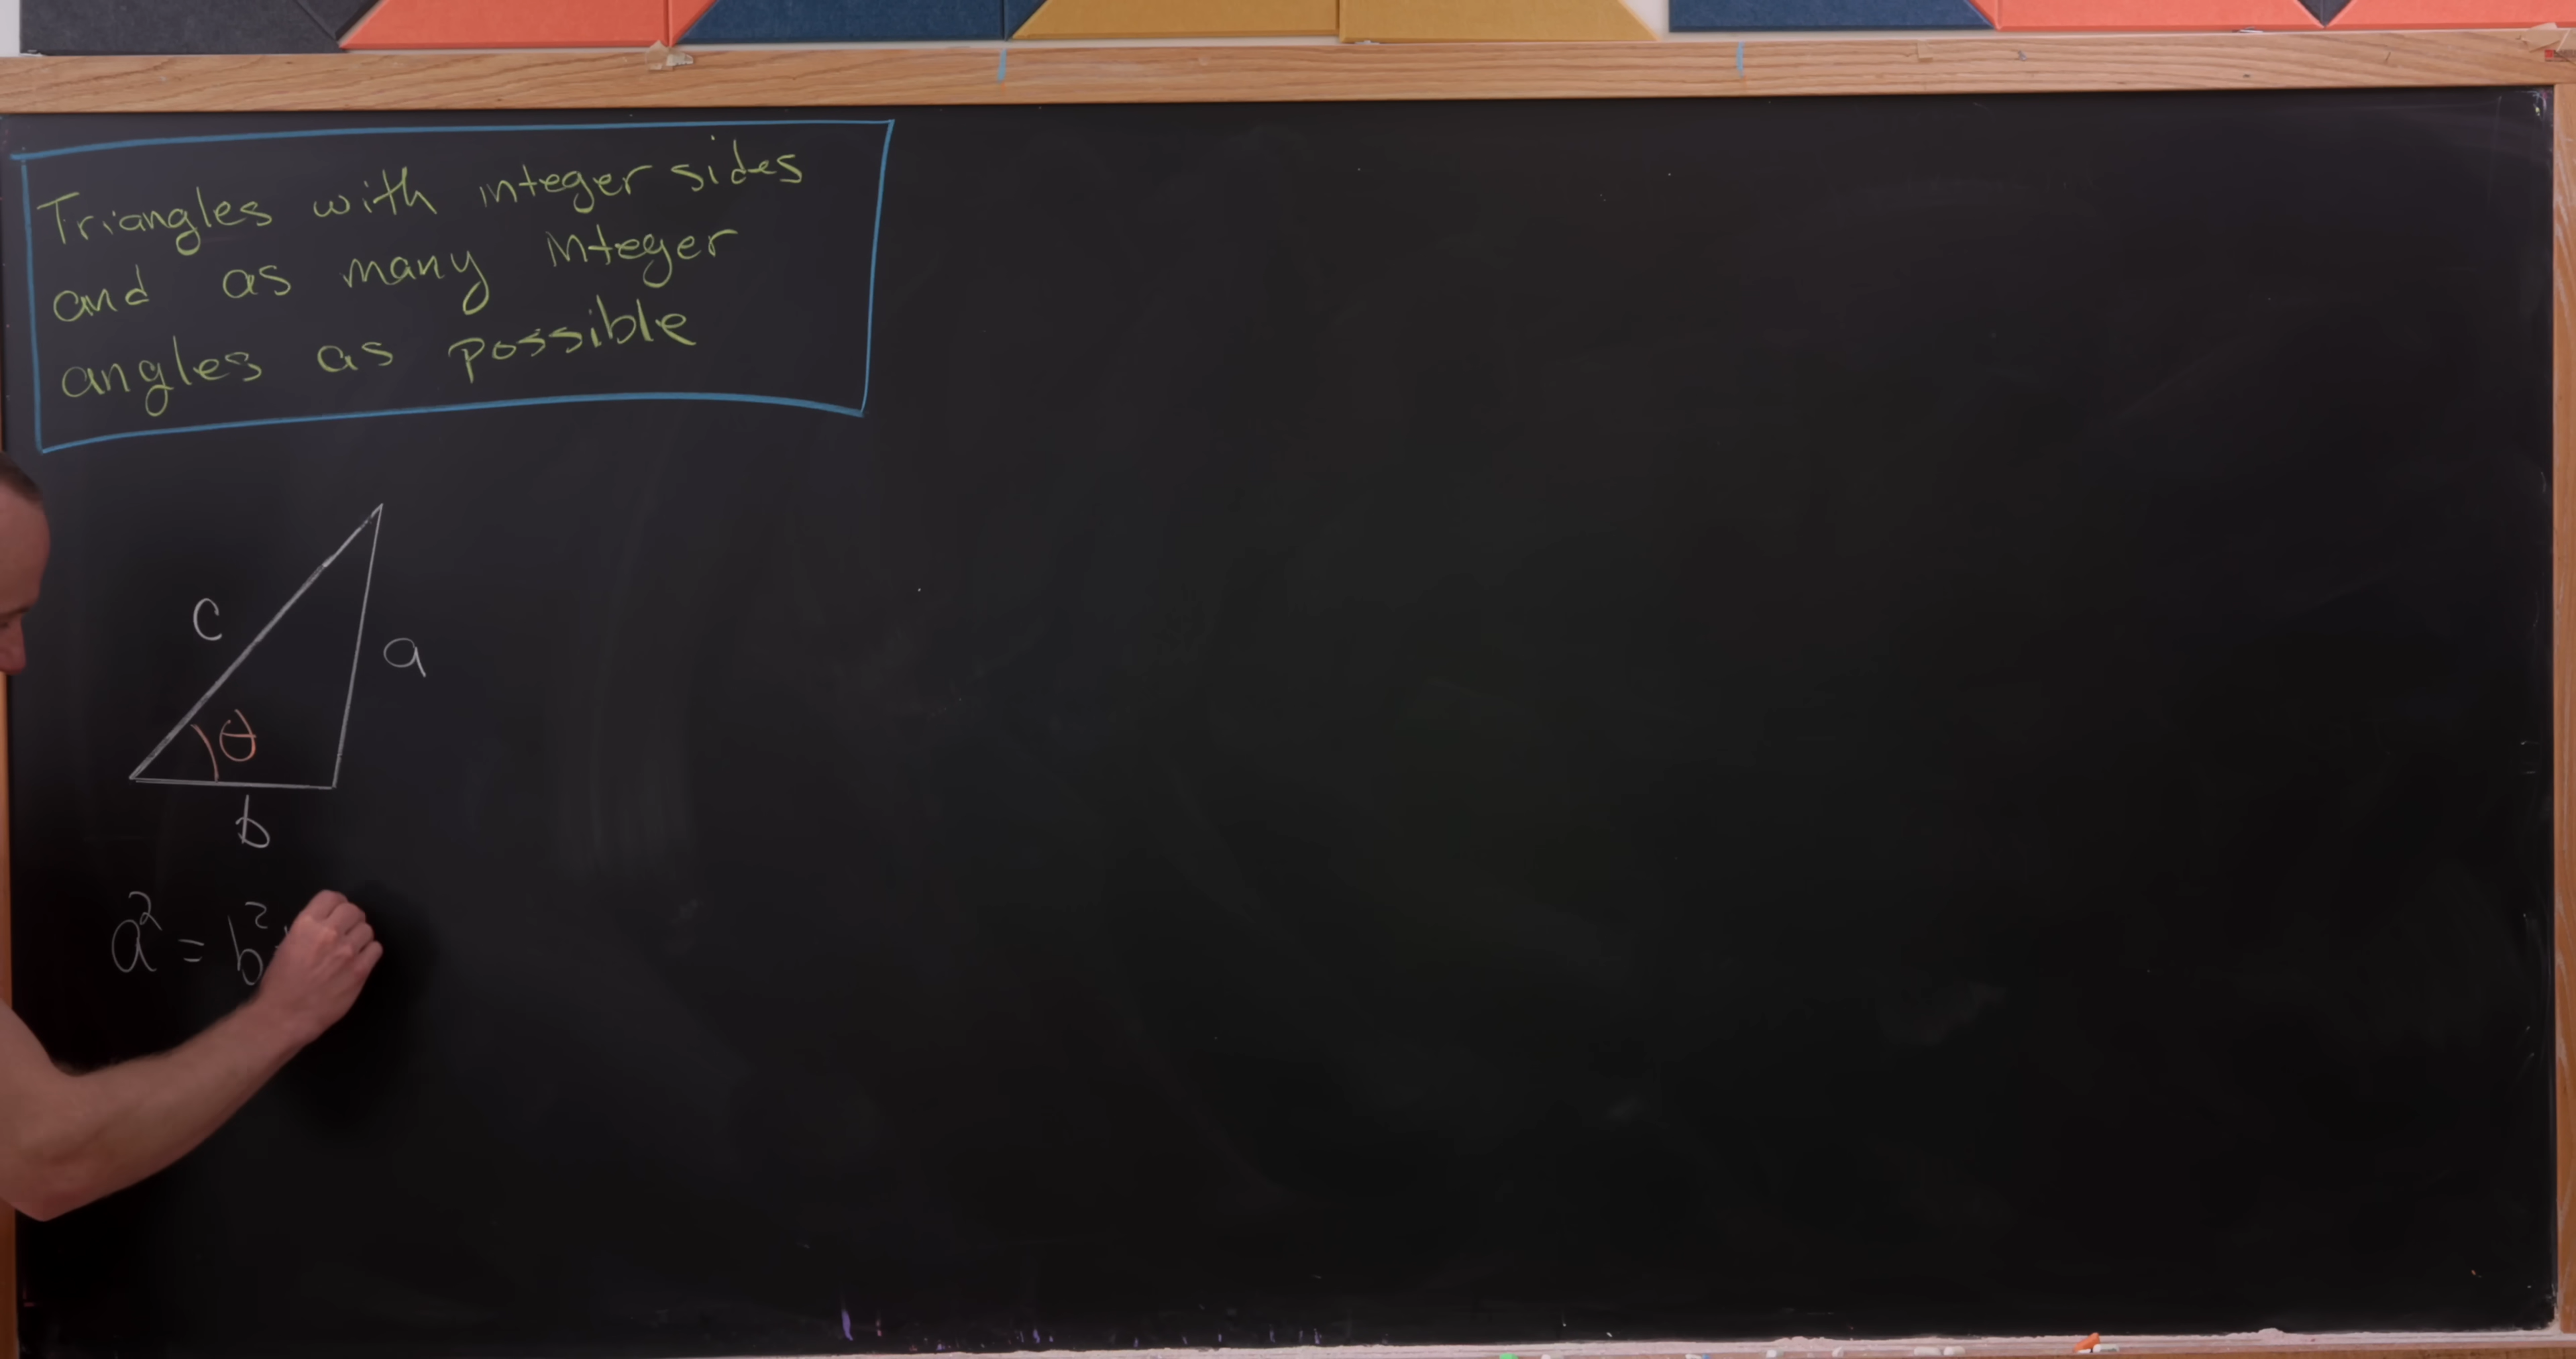 Triangles with integer sides
and as many integer
angles as possible
c
a
θ
b
a² = b²